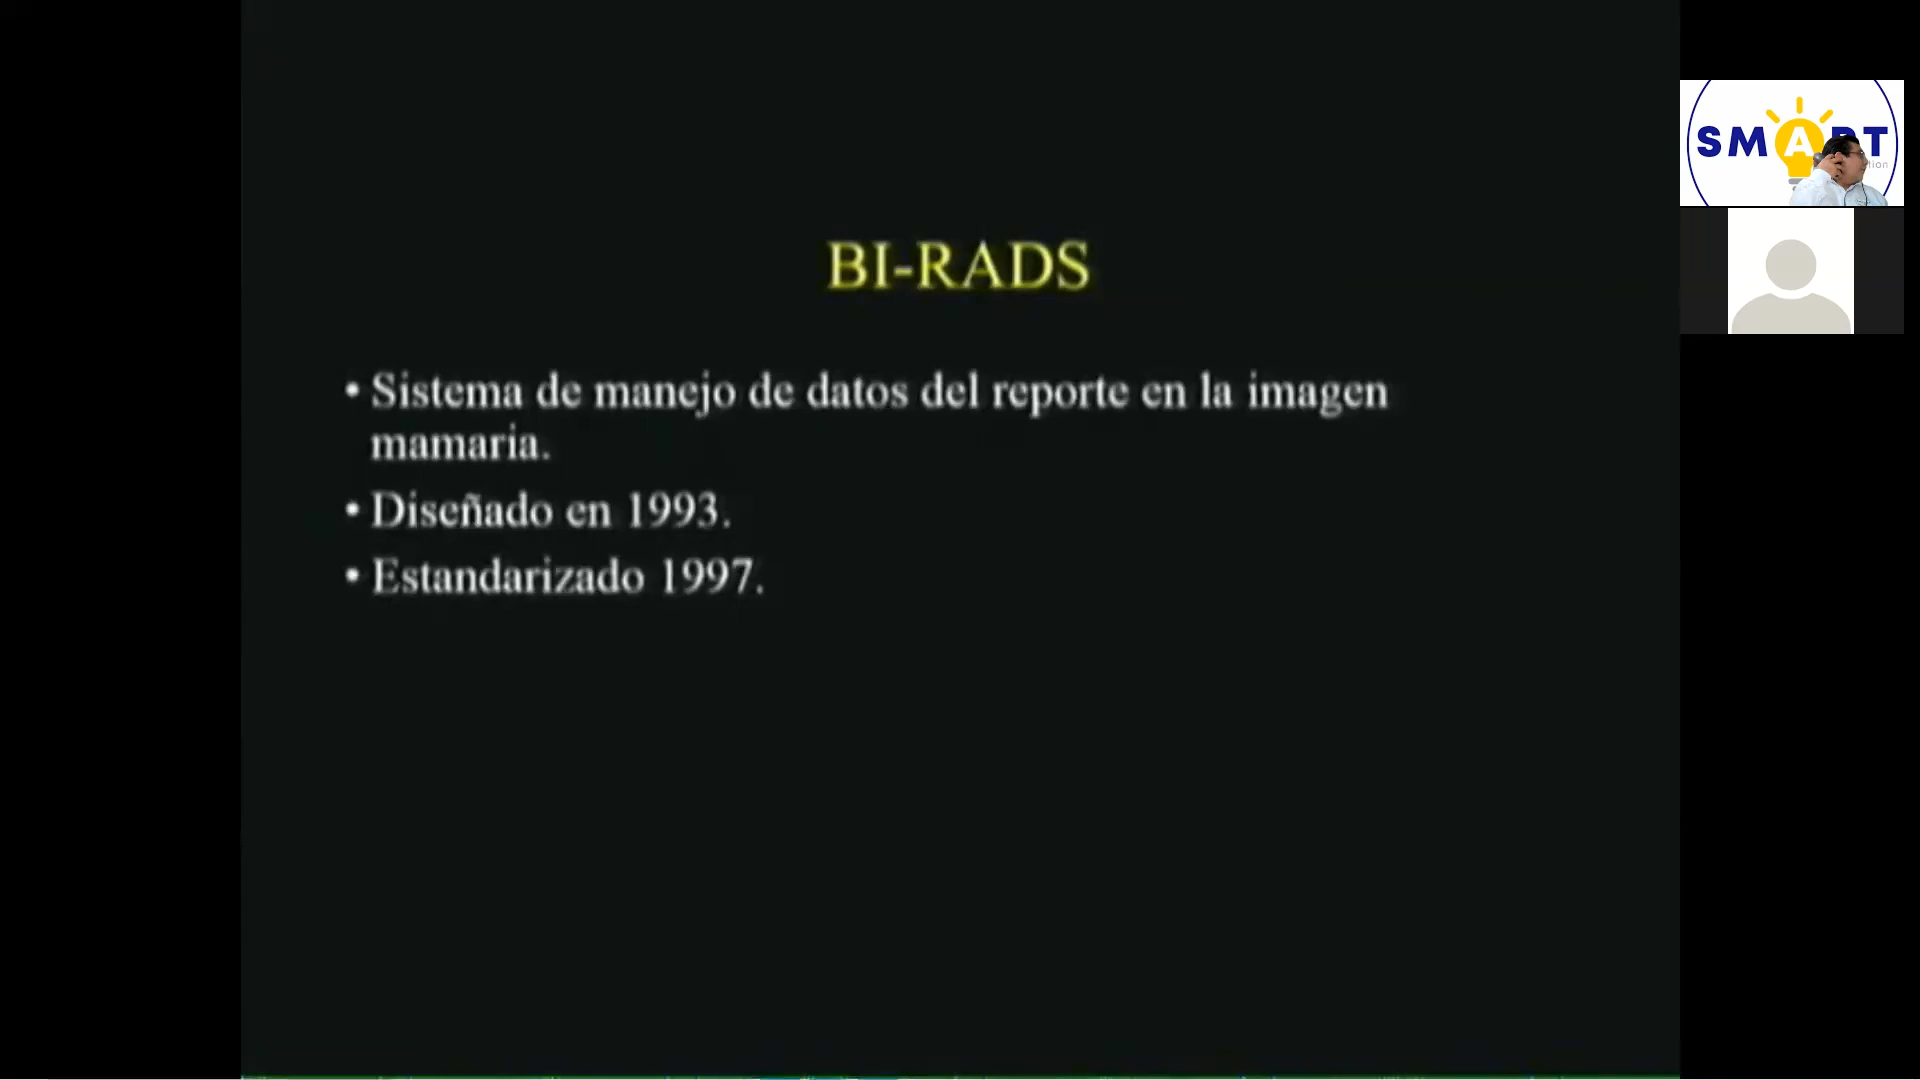 BI-RADS
• Sistema de manejo de datos del reporte en la imagen
mamaria.
• Diseñado en 1993.
• Estandarizado 1997.
SMART